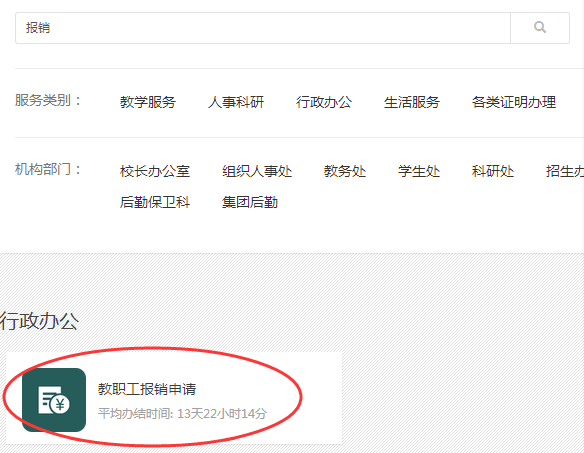 报销
服务类别： 教学服务 人事科研 行政办公 生活服务 各类证明办理
机构部门： 校长办公室 组织人事处 教务处 学生处 科研处 招生办
后勤保卫科 集团后勤
行政办公
教职工报销申请
平均办结时间: 13天22小时14分